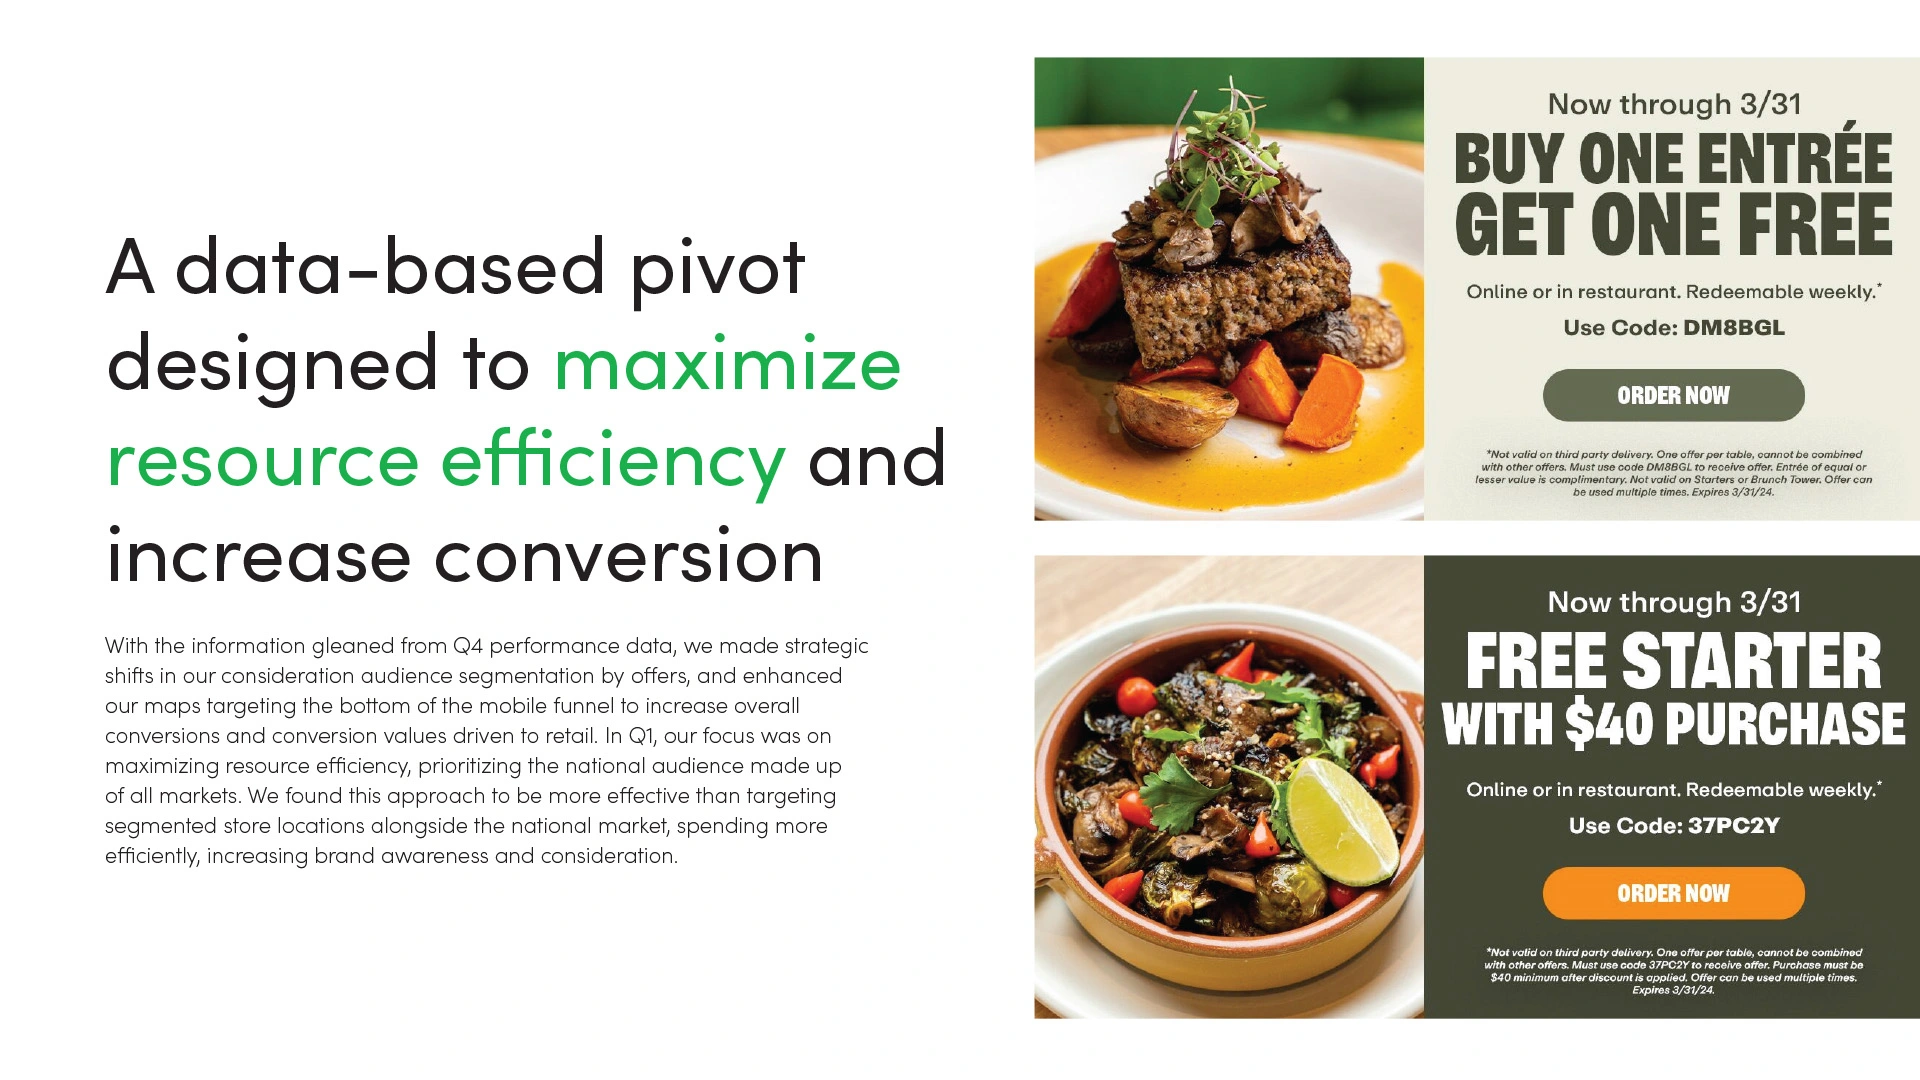 A data-based pivot
designed to maximize
resource efficiency and
increase conversion
With the information gleaned from Q4 performance data, we made strategic
shifts in our consideration audience segmentation by offers, and enhanced
our maps targeting the bottom of the mobile funnel to increase overall
conversions and conversion values driven to retail. In Q1, our focus was on
maximizing resource efficiency, prioritizing the national audience made up
of all markets. We found this approach to be more effective than targeting
segmented store locations alongside the national market, spending more
efficiently, increasing brand awareness and consideration.
Now through 3/31
BUY ONE ENTRÉE
GET ONE FREE
Online or in restaurant. Redeemable weekly.*
Use Code: DM8BGL
ORDER NOW
*Not valid on third party delivery. One offer per table, cannot be combined
with other offers. Must use code DM8BGL to receive offer. Entrée of equal or
lesser value is complimentary. Not valid on Starters or Brunch Tower. Offer can
be used multiple times. Expires 3/31/24.
Now through 3/31
FREE STARTER
WITH $40 PURCHASE
Online or in restaurant. Redeemable weekly.*
Use Code: 37PC2Y
ORDER NOW
*Not valid on third party delivery. One offer per table, cannot be combined
with other offers. Must use code 37PC2Y to receive offer. Purchase must be
$40 minimum after discount is applied. Offer can be used multiple times.
Expires 3/31/24.